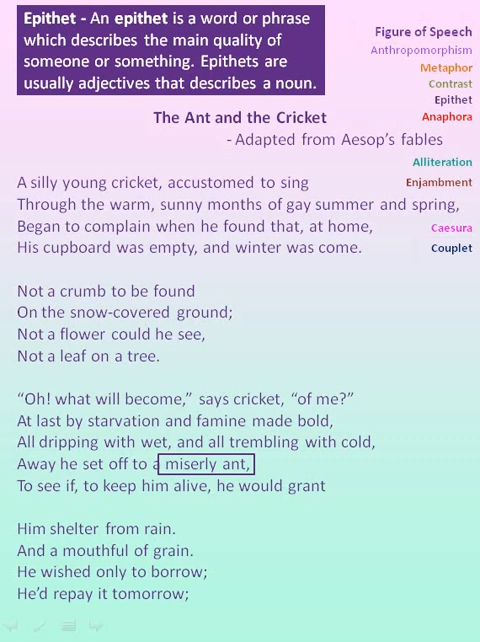 Epithet - An epithet is a word or phrase
which describes the main quality of
someone or something. Epithets are
usually adjectives that describes a noun.
Figure of Speech
Anthropomorphism
Metaphor
Contrast
Epithet
Anaphora
Alliteration
Enjambment
Caesura
Couplet
The Ant and the Cricket
- Adapted from Aesop's fables
A silly young cricket, accustomed to sing
Through the warm, sunny months of gay summer and spring,
Began to complain when he found that, at home,
His cupboard was empty, and winter was come.
Not a crumb to be found
On the snow-covered ground;
Not a flower could he see,
Not a leaf on a tree.
“Oh! what will become,” says cricket, “of me?”
At last by starvation and famine made bold,
All dripping with wet, and all trembling with cold,
Away he set off to a miserly ant,
To see if, to keep him alive, he would grant
Him shelter from rain.
And a mouthful of grain.
He wished only to borrow;
He’d repay it tomorrow;